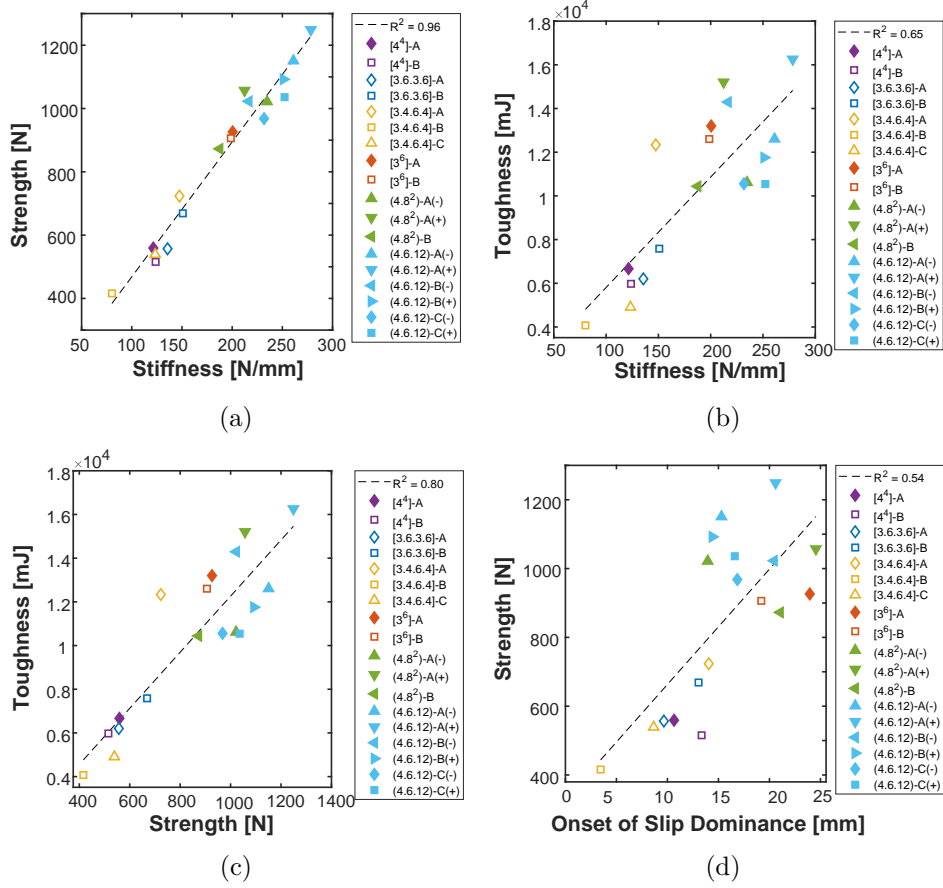 1200
1000
800
600
400
50
100
150
200
250
300
Strength [N]
Stiffness [N/mm]
R² = 0.96
[4⁴]-A
[4⁴]-B
[3.6.3.6]-A
[3.6.3.6]-B
[3.4.6.4]-A
[3.4.6.4]-B
[3.4.6.4]-C
[3⁶]-A
[3⁶]-B
(4.8²)-A(-)
(4.8²)-A(+)
(4.8²)-B
(4.6.12)-A(-)
(4.6.12)-A(+)
(4.6.12)-B(-)
(4.6.12)-B(+)
(4.6.12)-C(-)
(4.6.12)-C(+)
(a)
×10⁴
1.8
1.6
1.4
1.2
1
0.8
0.6
0.4
50
100
150
200
250
300
Toughness [mJ]
Stiffness [N/mm]
R² = 0.65
[4⁴]-A
[4⁴]-B
[3.6.3.6]-A
[3.6.3.6]-B
[3.4.6.4]-A
[3.4.6.4]-B
[3.4.6.4]-C
[3⁶]-A
[3⁶]-B
(4.8²)-A(-)
(4.8²)-A(+)
(4.8²)-B
(4.6.12)-A(-)
(4.6.12)-A(+)
(4.6.12)-B(-)
(4.6.12)-B(+)
(4.6.12)-C(-)
(4.6.12)-C(+)
(b)
×10⁴
1.8
1.6
1.4
1.2
1
0.8
0.6
0.4
400
600
800
1000
1200
1400
Toughness [mJ]
Strength [N]
R² = 0.80
[4⁴]-A
[4⁴]-B
[3.6.3.6]-A
[3.6.3.6]-B
[3.4.6.4]-A
[3.4.6.4]-B
[3.4.6.4]-C
[3⁶]-A
[3⁶]-B
(4.8²)-A(-)
(4.8²)-A(+)
(4.8²)-B
(4.6.12)-A(-)
(4.6.12)-A(+)
(4.6.12)-B(-)
(4.6.12)-B(+)
(4.6.12)-C(-)
(4.6.12)-C(+)
(c)
1200
1000
800
600
400
0
5
10
15
20
25
Strength [N]
Onset of Slip Dominance [mm]
R² = 0.54
[4⁴]-A
[4⁴]-B
[3.6.3.6]-A
[3.6.3.6]-B
[3.4.6.4]-A
[3.4.6.4]-B
[3.4.6.4]-C
[3⁶]-A
[3⁶]-B
(4.8²)-A(-)
(4.8²)-A(+)
(4.8²)-B
(4.6.12)-A(-)
(4.6.12)-A(+)
(4.6.12)-B(-)
(4.6.12)-B(+)
(4.6.12)-C(-)
(4.6.12)-C(+)
(d)